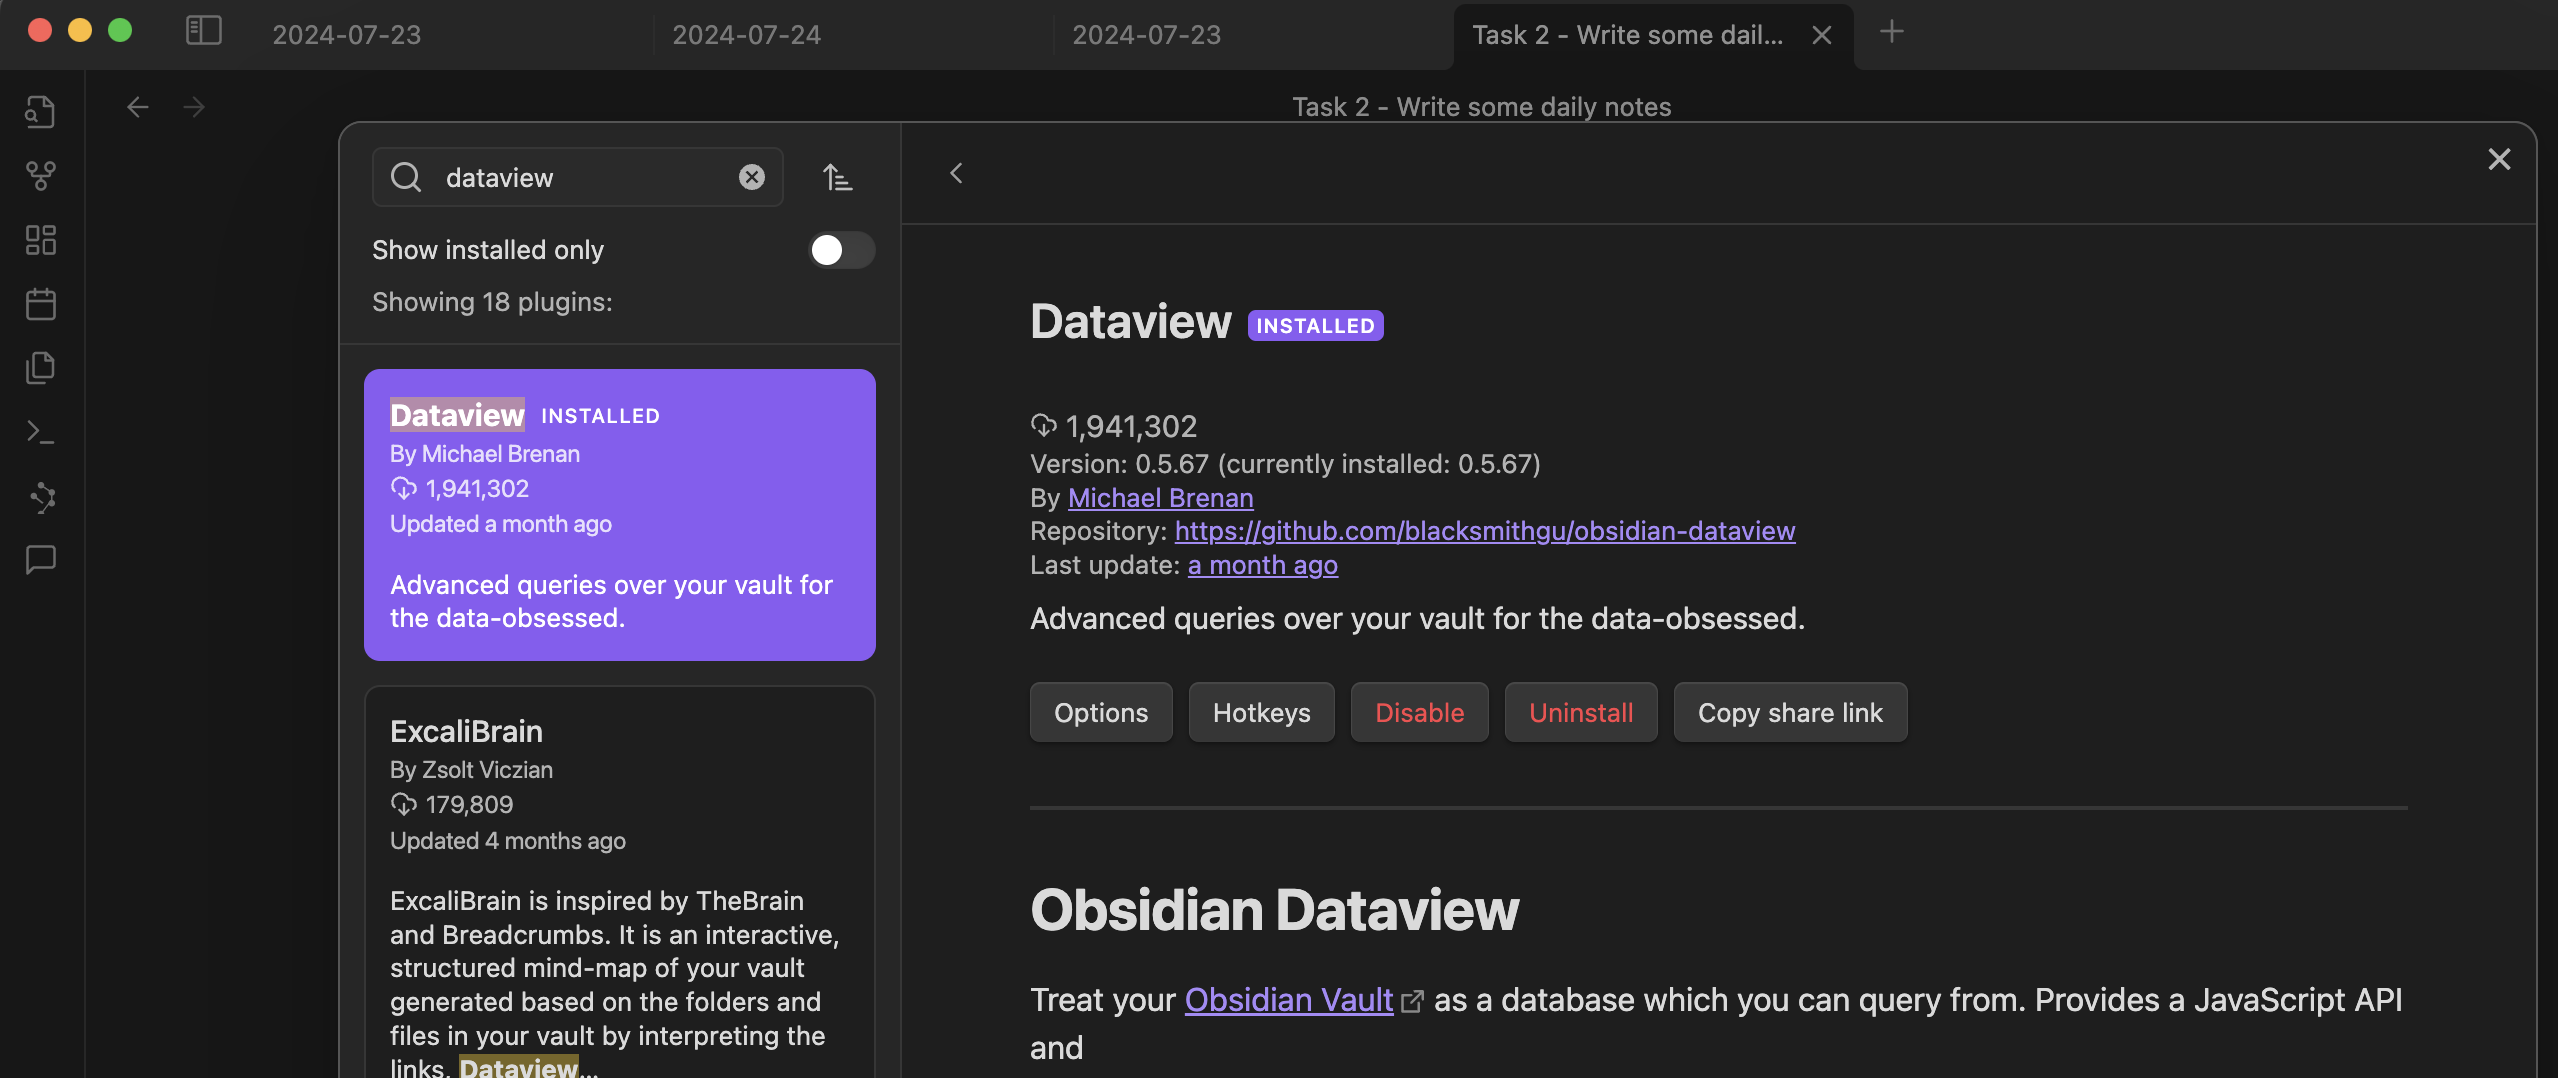 2024-07-23
2024-07-24
2024-07-23
Task 2 - Write some dail...
Task 2 - Write some daily notes
dataview
Show installed only
Showing 18 plugins:
Dataview INSTALLED
By Michael Brenan
1,941,302
Updated a month ago
Advanced queries over your vault for
the data-obsessed.
ExcaliBrain
By Zsolt Viczian
179,809
Updated 4 months ago
ExcaliBrain is inspired by TheBrain
and Breadcrumbs. It is an interactive,
structured mind-map of your vault
generated based on the folders and
files in your vault by interpreting the
links, Dataview...
Dataview INSTALLED
1,941,302
Version: 0.5.67 (currently installed: 0.5.67)
By Michael Brenan
Repository: https://github.com/blacksmithgu/obsidian-dataview
Last update: a month ago
Advanced queries over your vault for the data-obsessed.
Options
Hotkeys
Disable
Uninstall
Copy share link
Obsidian Dataview
Treat your Obsidian Vault as a database which you can query from. Provides a JavaScript API
and